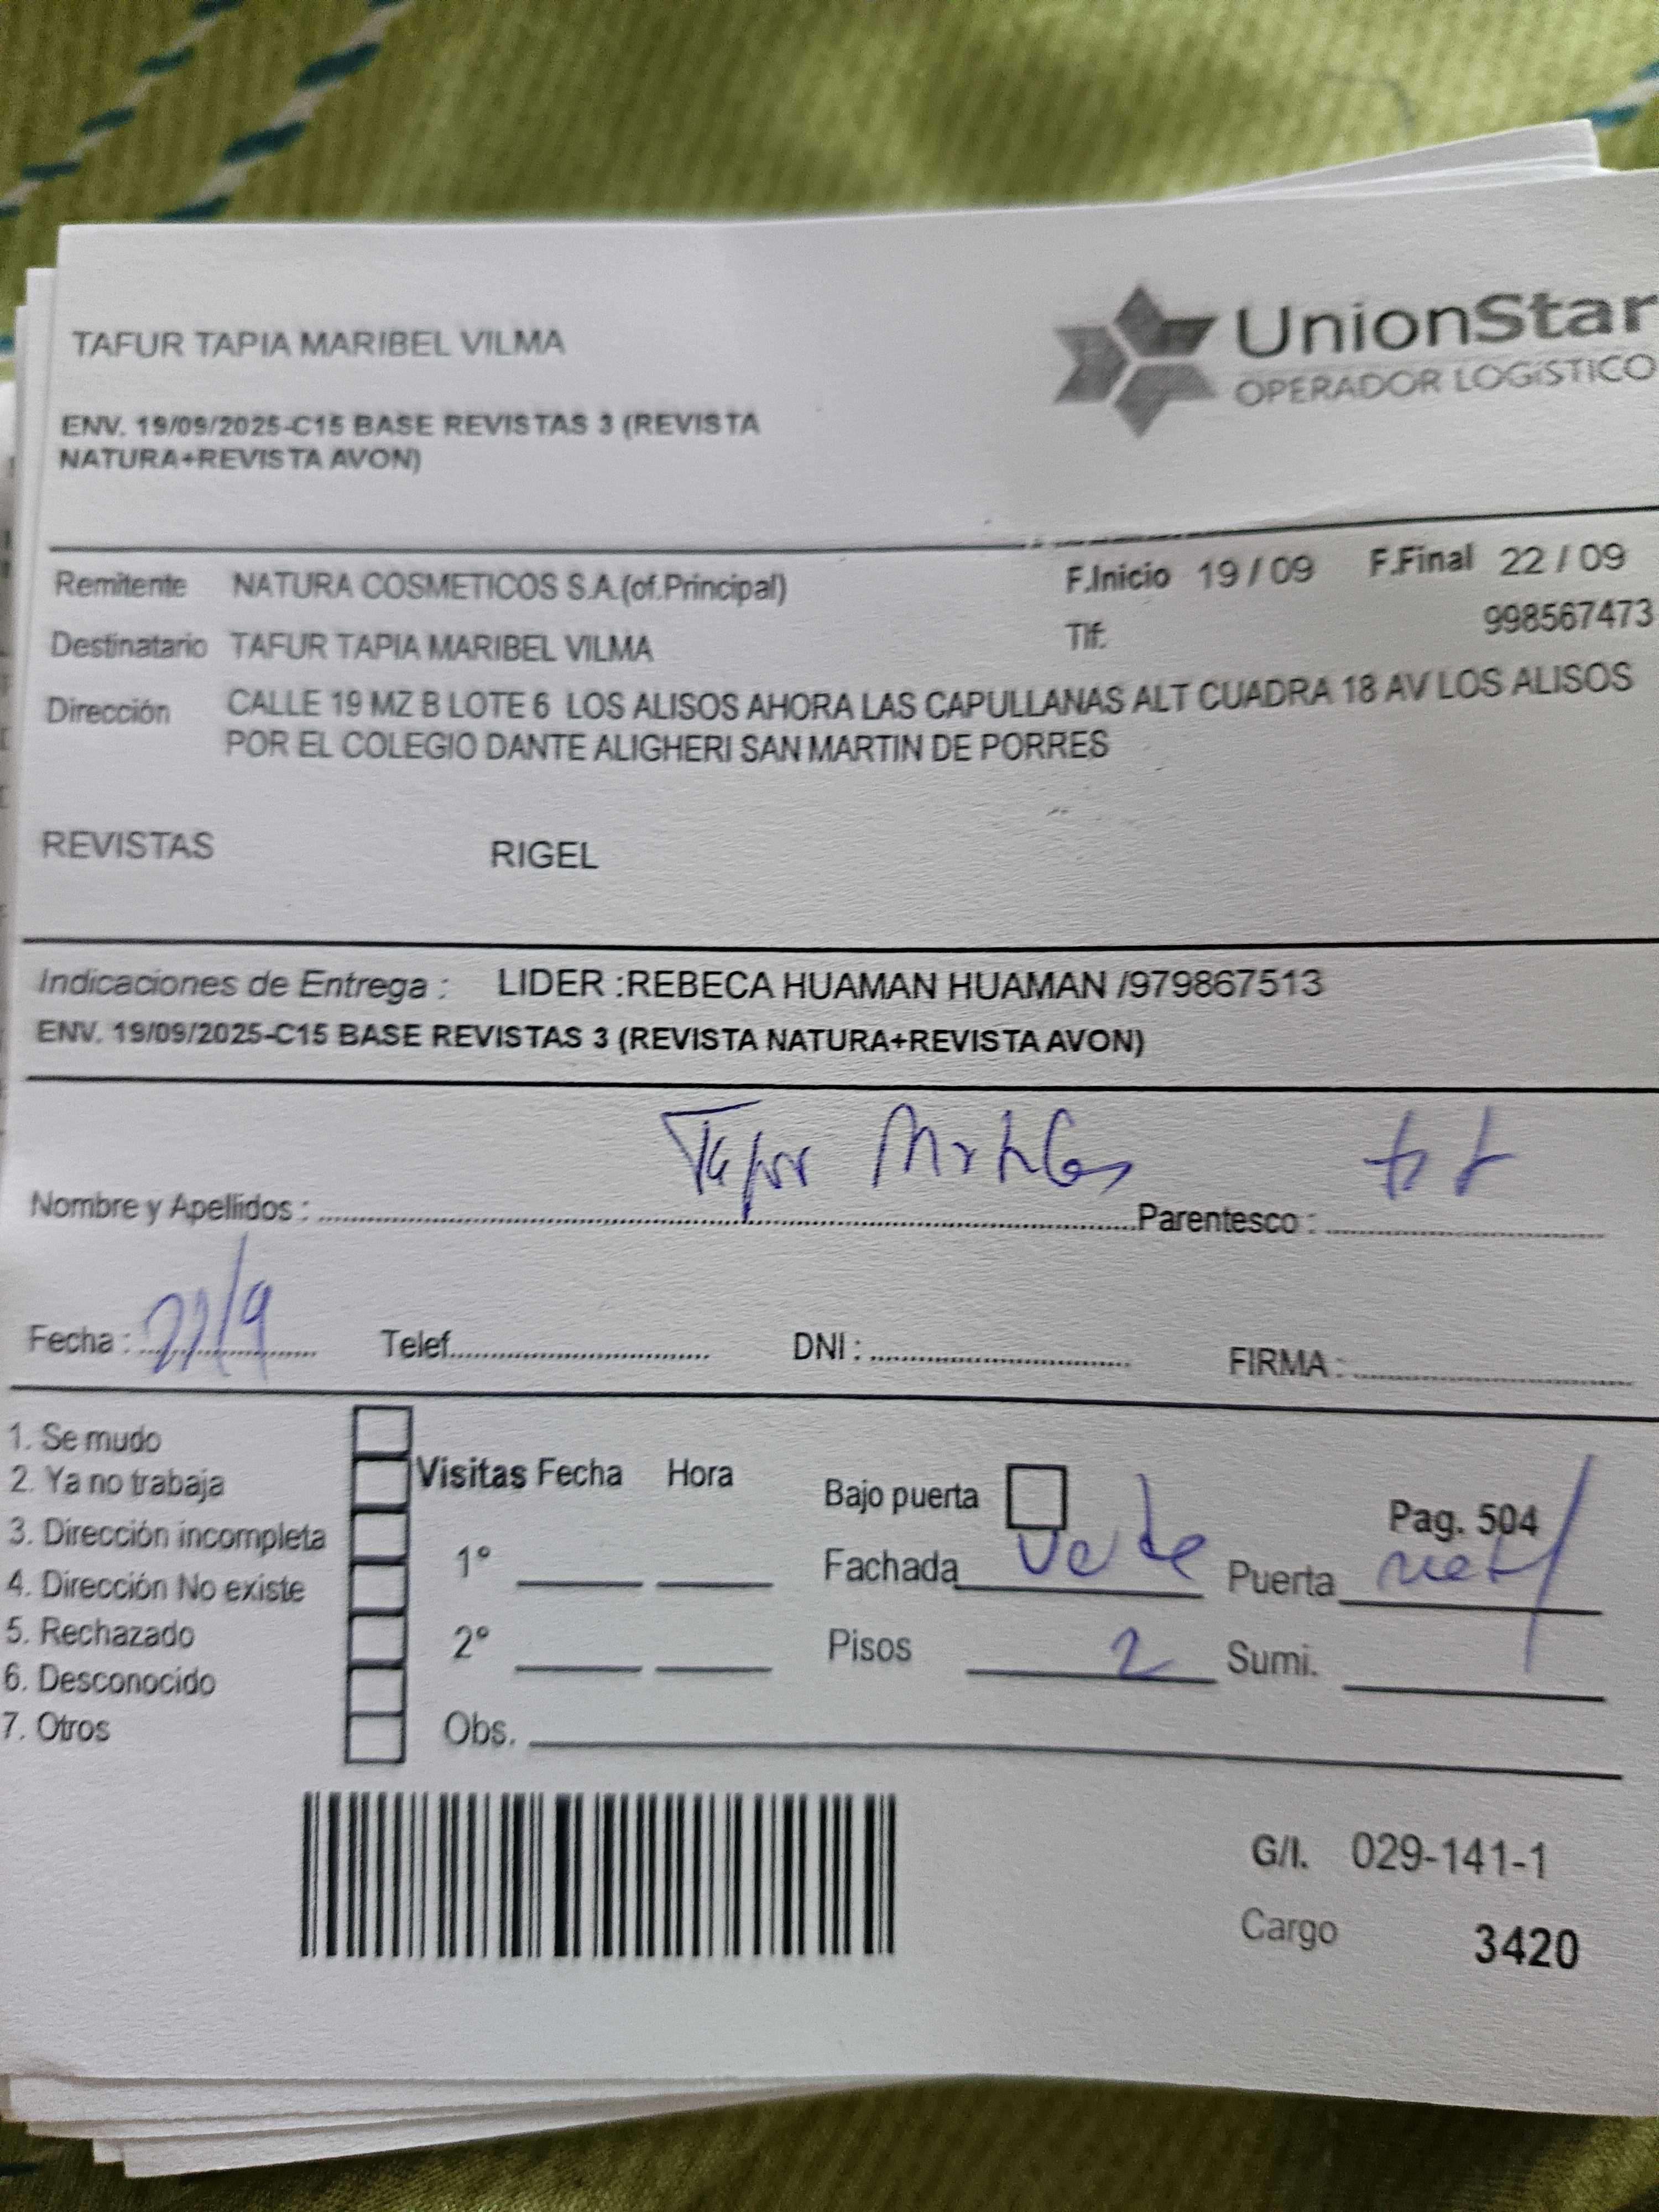 TAFUR TAPIA MARIBEL VILMA
UnionStar
OPERADOR LOGÍSTICO
ENV. 19/09/2025-C15 BASE REVISTAS 3 (REVISTA
NATURA+REVISTA AVON)
Remitente NATURA COSMETICOS S.A.(of.Principal) F.Inicio 19 / 09 F.Final 22 / 09
Destinatario TAFUR TAPIA MARIBEL VILMA Tlf: 998567473
Dirección CALLE 19 MZ B LOTE 6 LOS ALISOS AHORA LAS CAPULLANAS ALT CUADRA 18 AV LOS ALISOS
POR EL COLEGIO DANTE ALIGHERI SAN MARTIN DE PORRES
REVISTAS RIGEL
Indicaciones de Entrega : LIDER :REBECA HUAMAN HUAMAN /979867513
ENV. 19/09/2025-C15 BASE REVISTAS 3 (REVISTA NATURA+REVISTA AVON)
Nombre y Apellidos : Tafur Parentesco :
Fecha : 22/9 Telef. DNI : FIRMA :
1. Se mudo
2. Ya no trabaja
3. Dirección incompleta
4. Dirección No existe
5. Rechazado
6. Desconocido
7. Otros
Visitas Fecha Hora
1°
2°
Obs.
Bajo puerta Pag. 504
Fachada Puerta
Pisos 2 Sumi.
G/I. 029-141-1
Cargo 3420